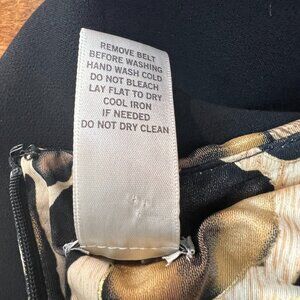 REMOVE BELT
BEFORE WASHING
HAND WASH COLD
DO NOT BLEACH
LAY FLAT TO DRY
COOL IRON
IF NEEDED
DO NOT DRY CLEAN